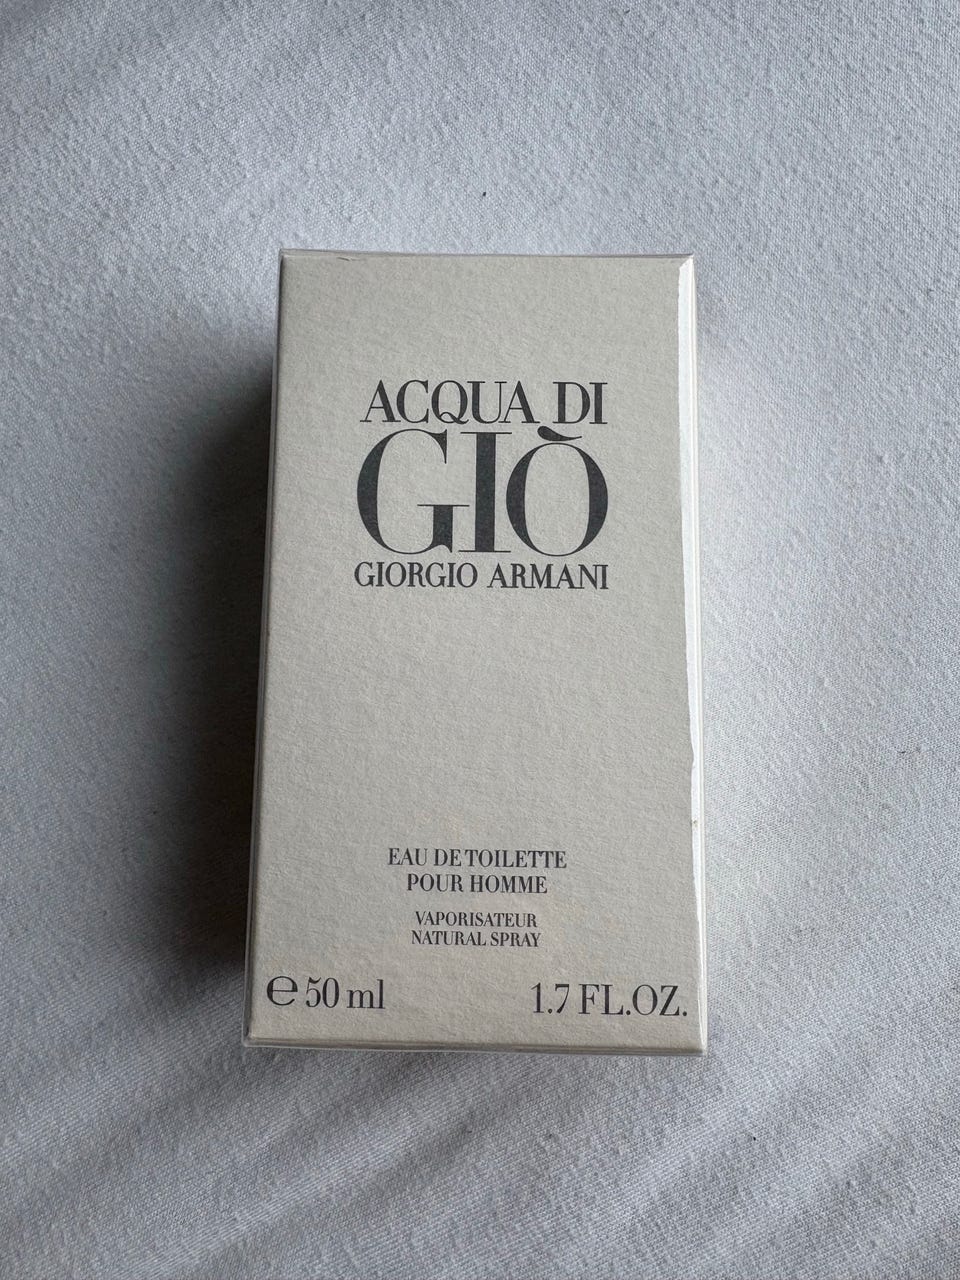 ACQUA DI
GIÒ
GIORGIO ARMANI
EAU DE TOILETTE
POUR HOMME
VAPORISATEUR
NATURAL SPRAY
℮ 50 ml 1.7 FL.OZ.